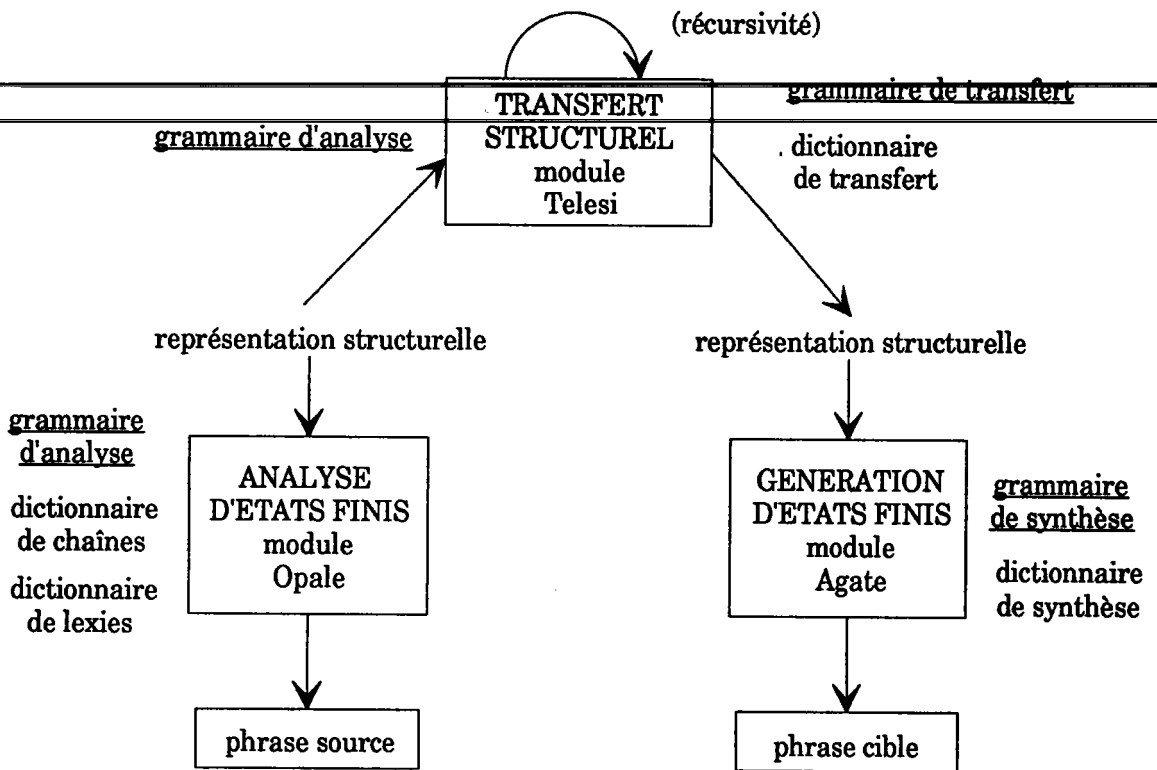 (récursivité)
grammaire de transfert
TRANSFERT
STRUCTUREL
module
Telesi
grammaire d'analyse
. dictionnaire
de transfert
représentation structurelle
représentation structurelle
grammaire
d'analyse
dictionnaire
de chaînes
dictionnaire
de lexies
ANALYSE
D'ETATS FINIS
module
Opale
GENERATION
D'ETATS FINIS
module
Agate
grammaire
de synthèse
dictionnaire
de synthèse
phrase source
phrase cible